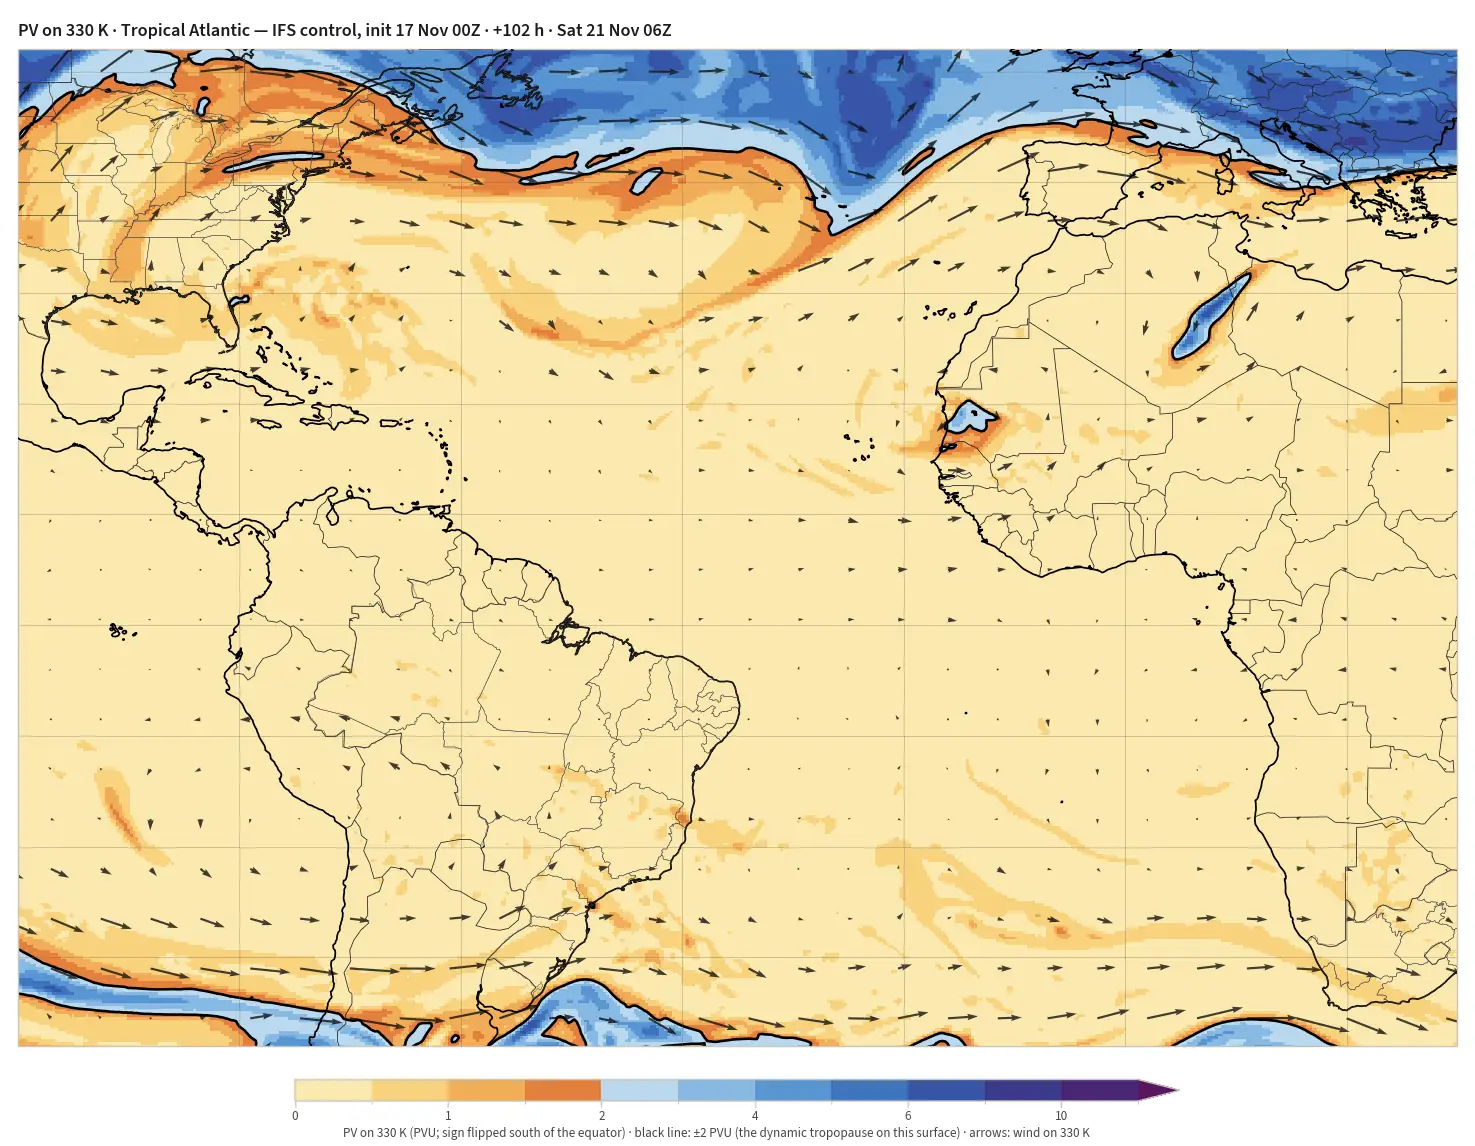 PV on 330 K · Tropical Atlantic — IFS control, init 17 Nov 00Z · +102 h · Sat 21 Nov 06Z
0 1 2 4 6 10
PV on 330 K (PVU; sign flipped south of the equator) · black line: ±2 PVU (the dynamic tropopause on this surface) · arrows: wind on 330 K